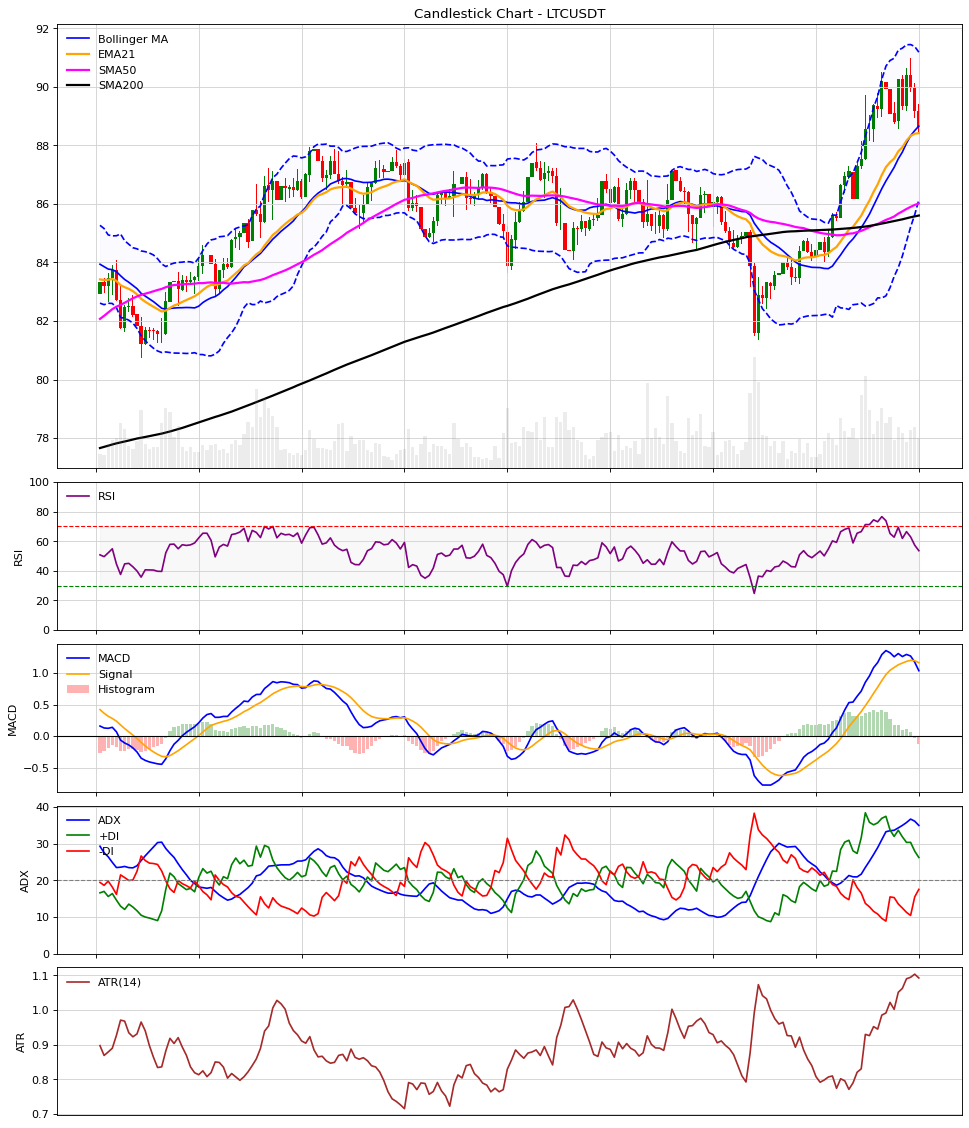 Candlestick Chart - LTCUSDT
92
90
88
86
84
82
80
78
Bollinger MA
EMA21
SMA50
SMA200
RSI
100
80
60
40
20
0
RSI
MACD
1.0
0.5
0.0
−0.5
MACD
Signal
Histogram
ADX
40
30
20
10
0
ADX
+DI
-DI
ATR
1.1
1.0
0.9
0.8
0.7
ATR(14)